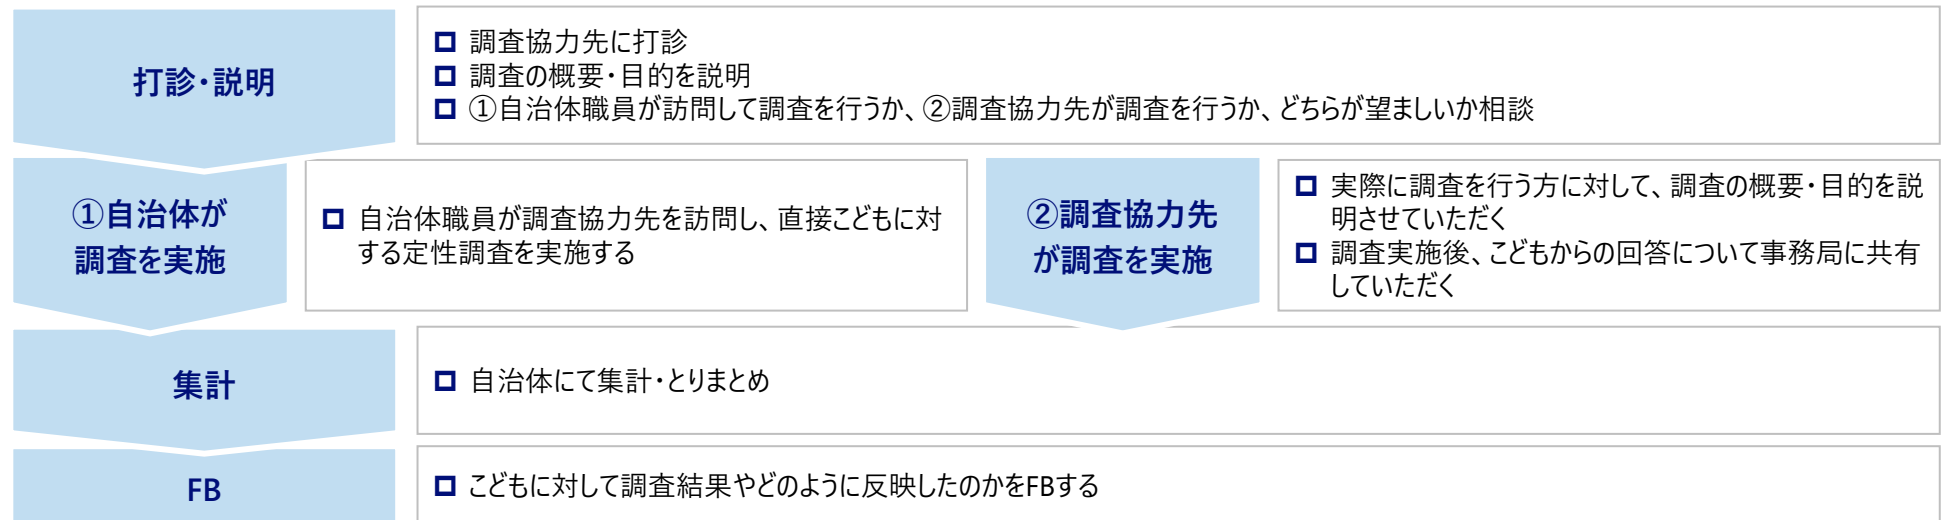 打診・説明
調査協力先に打診
調査の概要・目的を説明
①自治体職員が訪問して調査を行うか、②調査協力先が調査を行うか、どちらが望ましいか相談
①自治体が
調査を実施
自治体職員が調査協力先を訪問し、直接こどもに対
する定性調査を実施する
②調査協力先
が調査を実施
実際に調査を行う方に対して、調査の概要・目的を説
明させていただく
調査実施後、こどもからの回答について事務局に共有
していただく
集計
自治体にて集計・とりまとめ
FB
こどもに対して調査結果やどのように反映したのかをFBする